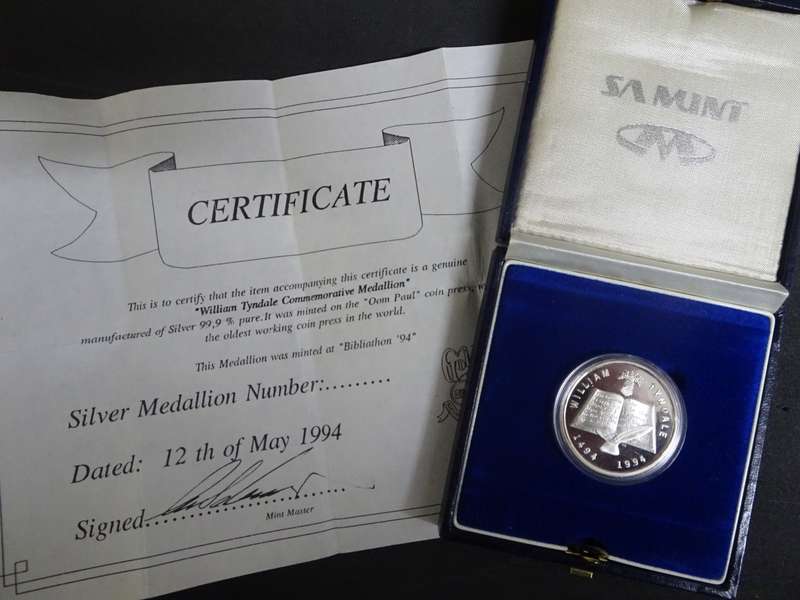 CERTIFICATE
This is to certify that the item accompanying this certificate is a genuine
"William Tyndale Commemorative Medallion"
manufactured of Silver 99,9 % pure.It was minted on the "Oom Paul" coin press,
the oldest working coin press in the world.
This Medallion was minted at "Bibliathon '94"
Silver Medallion Number:.........
Dated: 12 th of May 1994
Signed
Mint Master
SA MINT
WILLIAM TYNDALE
1494 1994